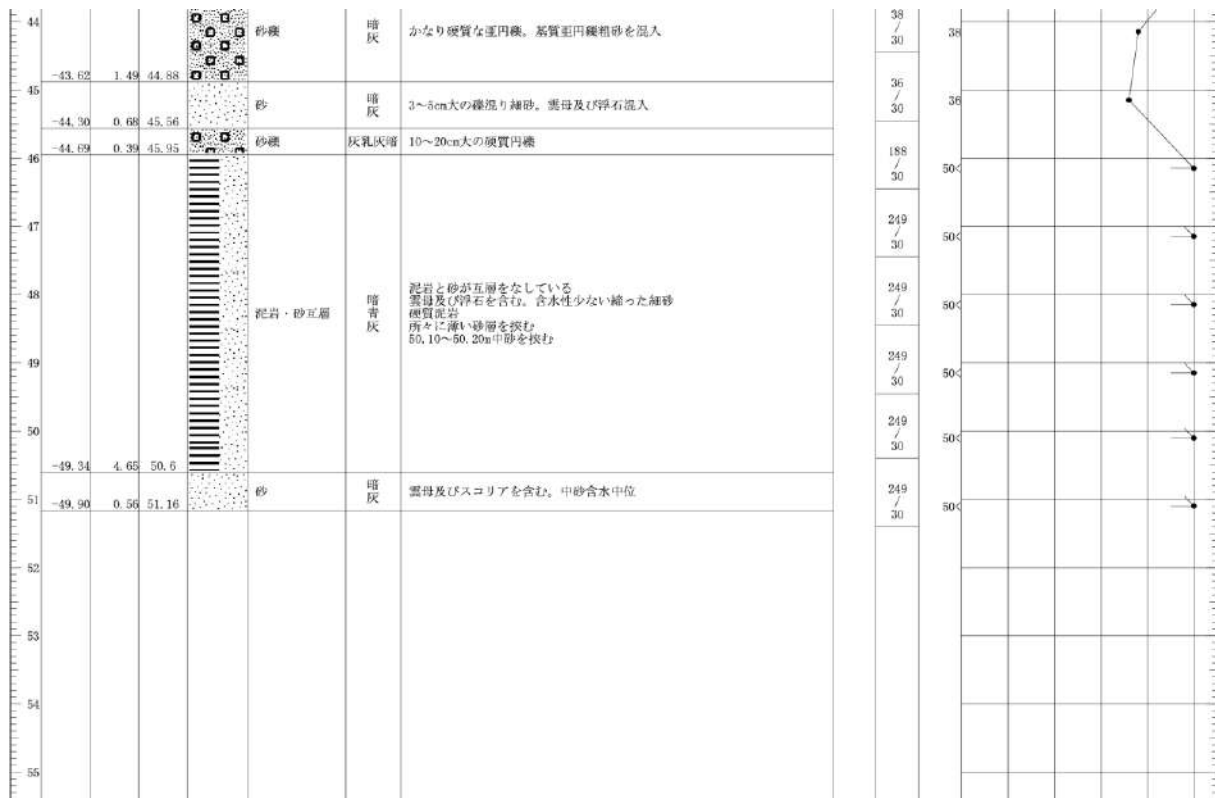 44
砂礫
暗灰
かなり硬質な亜円礫。基質亜円礫粗砂を混入
38/30
38
-43.62 1.49 44.88
45
砂
暗灰
3～5cm大の礫混り細砂。雲母及び浮石混入
36/30
36
-44.30 0.68 45.56
砂礫
灰乳灰暗
10～20cm大の硬質円礫
-44.69 0.39 45.95
46
188/30
50<
47
249/30
50<
48
泥岩・砂互層
暗青灰
泥岩と砂が互層をなしている
雲母及び浮石を含む。含水性少ない締った細砂
硬質泥岩
所々に薄い砂層を挟む
50.10～50.20m中砂を挟む
249/30
50<
49
249/30
50<
50
249/30
50<
-49.34 4.65 50.6
砂
暗灰
雲母及びスコリアを含む。中砂含水中位
51
-49.90 0.56 51.16
249/30
50<
52
53
54
55